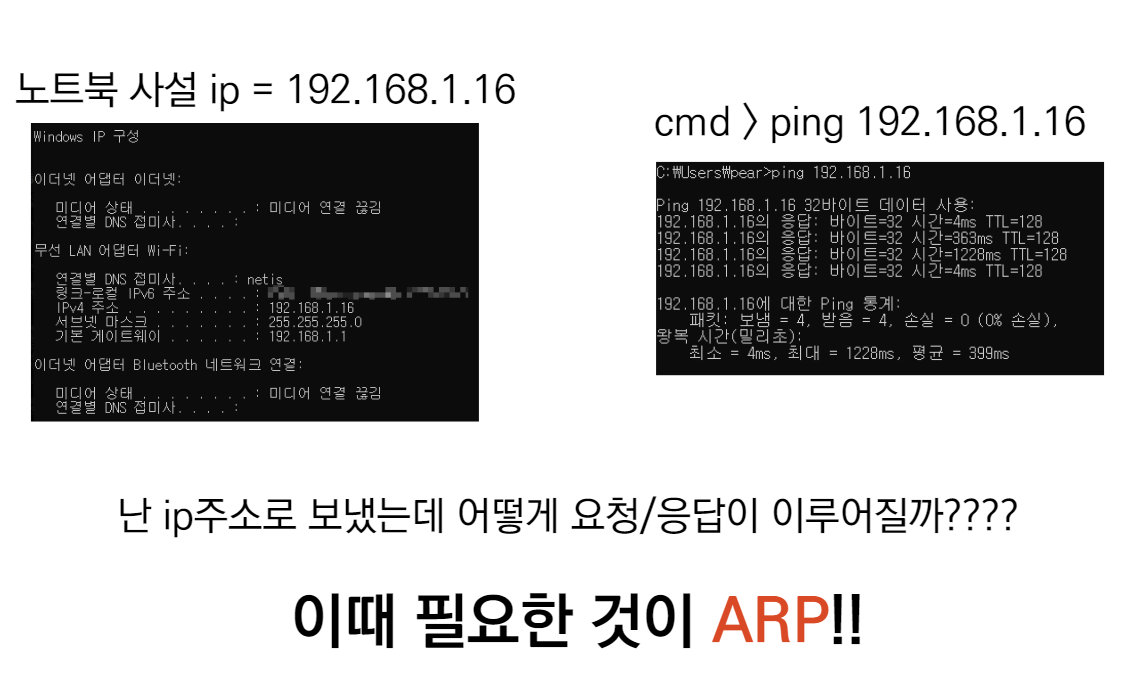 노트북 사설 ip = 192.168.1.16
Windows IP 구성
이더넷 어댑터 이더넷:
미디어 상태 . . . . . . . . : 미디어 연결 끊김
연결별 DNS 접미사. . . . :
무선 LAN 어댑터 Wi-Fi:
연결별 DNS 접미사. . . . : netis
링크-로컬 IPv6 주소 . . . . :
IPv4 주소 . . . . . . . . . : 192.168.1.16
서브넷 마스크 . . . . . . . : 255.255.255.0
기본 게이트웨이 . . . . . . : 192.168.1.1
이더넷 어댑터 Bluetooth 네트워크 연결:
미디어 상태 . . . . . . . . : 미디어 연결 끊김
연결별 DNS 접미사. . . . :
cmd > ping 192.168.1.16
C:₩Users₩pear>ping 192.168.1.16
Ping 192.168.1.16 32바이트 데이터 사용:
192.168.1.16의 응답: 바이트=32 시간=4ms TTL=128
192.168.1.16의 응답: 바이트=32 시간=363ms TTL=128
192.168.1.16의 응답: 바이트=32 시간=1228ms TTL=128
192.168.1.16의 응답: 바이트=32 시간=4ms TTL=128
192.168.1.16에 대한 Ping 통계:
패킷: 보냄 = 4, 받음 = 4, 손실 = 0 (0% 손실),
왕복 시간(밀리초):
최소 = 4ms, 최대 = 1228ms, 평균 = 399ms
난 ip주소로 보냈는데 어떻게 요청/응답이 이루어질까????
이때 필요한 것이 ARP!!